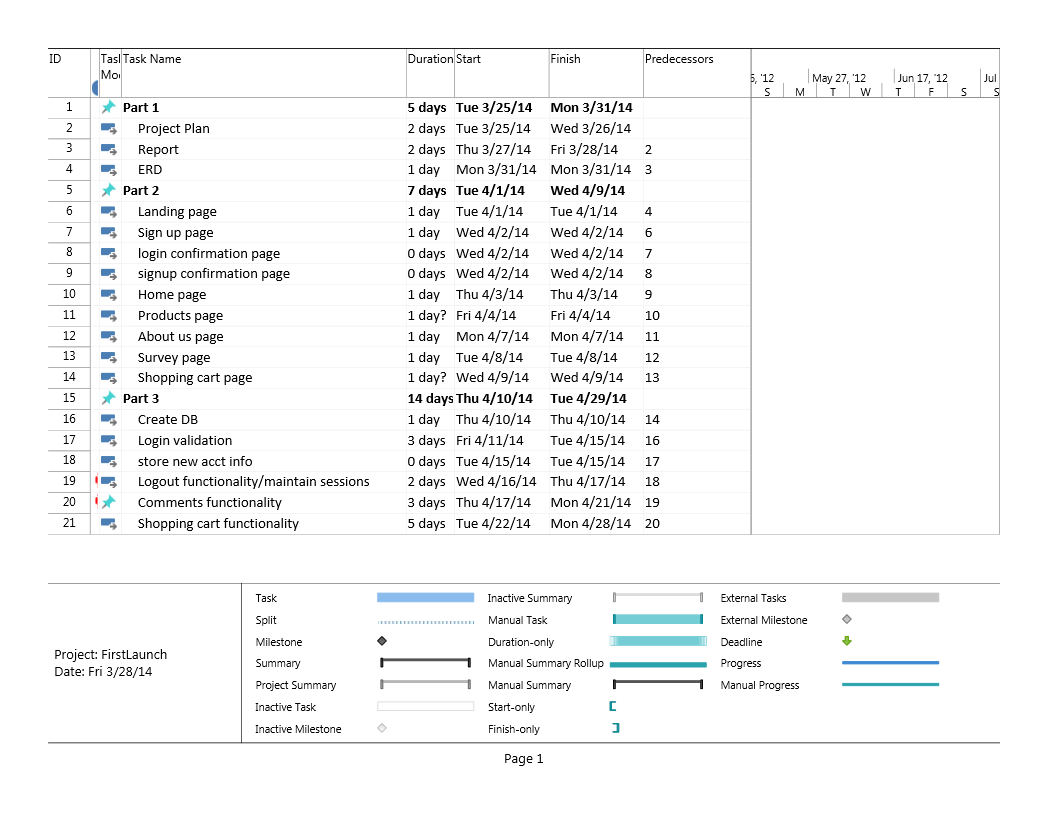 ID Task Mo Task Name Duration Start Finish Predecessors
, '12 May 27, '12 Jun 17, '12 Jul
S M T W T F S S
1 Part 1 5 days Tue 3/25/14 Mon 3/31/14
2 Project Plan 2 days Tue 3/25/14 Wed 3/26/14
3 Report 2 days Thu 3/27/14 Fri 3/28/14 2
4 ERD 1 day Mon 3/31/14 Mon 3/31/14 3
5 Part 2 7 days Tue 4/1/14 Wed 4/9/14
6 Landing page 1 day Tue 4/1/14 Tue 4/1/14 4
7 Sign up page 1 day Wed 4/2/14 Wed 4/2/14 6
8 login confirmation page 0 days Wed 4/2/14 Wed 4/2/14 7
9 signup confirmation page 0 days Wed 4/2/14 Wed 4/2/14 8
10 Home page 1 day Thu 4/3/14 Thu 4/3/14 9
11 Products page 1 day? Fri 4/4/14 Fri 4/4/14 10
12 About us page 1 day Mon 4/7/14 Mon 4/7/14 11
13 Survey page 1 day Tue 4/8/14 Tue 4/8/14 12
14 Shopping cart page 1 day? Wed 4/9/14 Wed 4/9/14 13
15 Part 3 14 days Thu 4/10/14 Tue 4/29/14
16 Create DB 1 day Thu 4/10/14 Thu 4/10/14 14
17 Login validation 3 days Fri 4/11/14 Tue 4/15/14 16
18 store new acct info 0 days Tue 4/15/14 Tue 4/15/14 17
19 Logout functionality/maintain sessions 2 days Wed 4/16/14 Thu 4/17/14 18
20 Comments functionality 3 days Thu 4/17/14 Mon 4/21/14 19
21 Shopping cart functionality 5 days Tue 4/22/14 Mon 4/28/14 20
Project: FirstLaunch
Date: Fri 3/28/14
Task Inactive Summary External Tasks
Split Manual Task External Milestone
Milestone Duration-only Deadline
Summary Manual Summary Rollup Progress
Project Summary Manual Summary Manual Progress
Inactive Task Start-only
Inactive Milestone Finish-only
Page 1